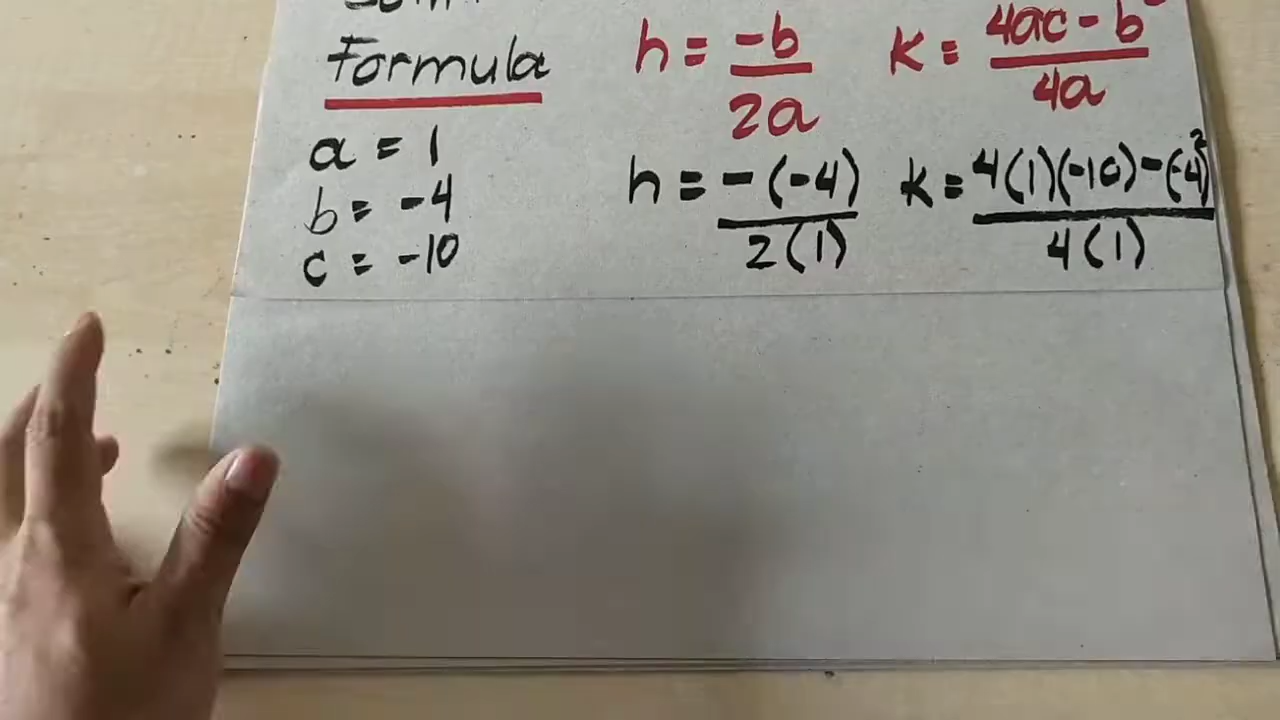 Formula
h = -b/2a K = 4ac - b²/4a
a = 1
b = -4
c = -10
h = -(-4)/2(1) K = 4(1)(-10) - (-4)²/4(1)